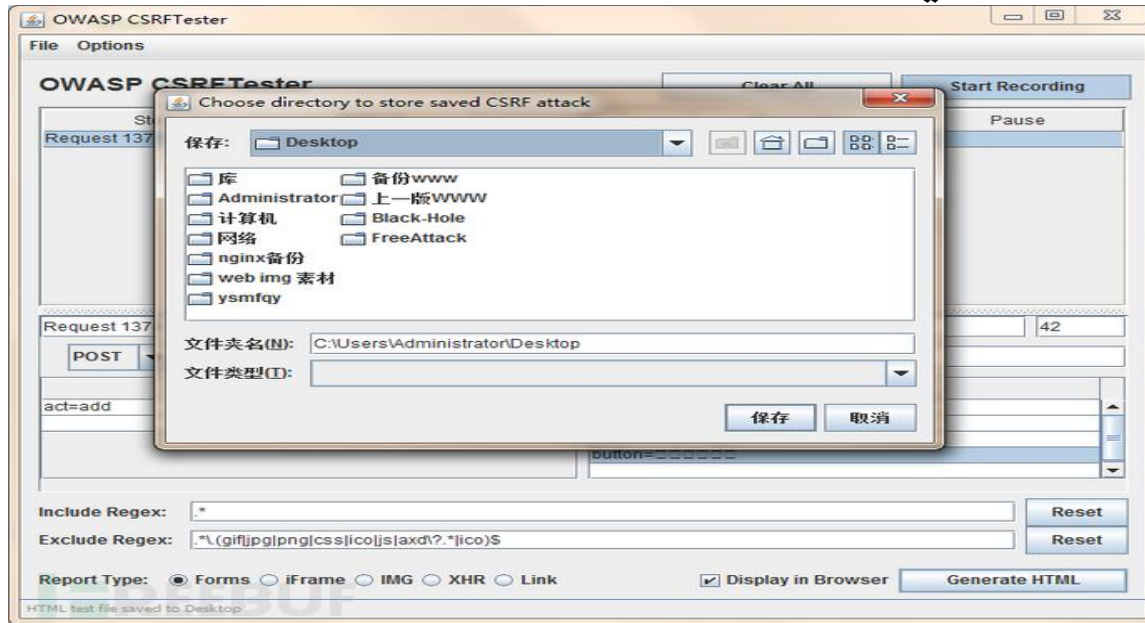 OWASP CSRFTester
File Options
OWASP CSRFTester
Clear All
Start Recording
Choose directory to store saved CSRF attack
Pause
Request 137
保存:
Desktop
库
备份www
Administrator
上一版WWW
计算机
Black-Hole
网络
FreeAttack
nginx备份
web img 素材
ysmfqy
Request 137
42
文件夹名(N):
C:\Users\Administrator\Desktop
POST
文件类型(T):
act=add
保存
取消
button=□□□□□□
Include Regex:
.*
Reset
Exclude Regex:
.*\.(gif|jpg|png|css|ico|js|axd\?.*|ico)$
Reset
Report Type: Forms iFrame IMG XHR Link
Display in Browser
Generate HTML
FREEBUF
HTML test file saved to Desktop